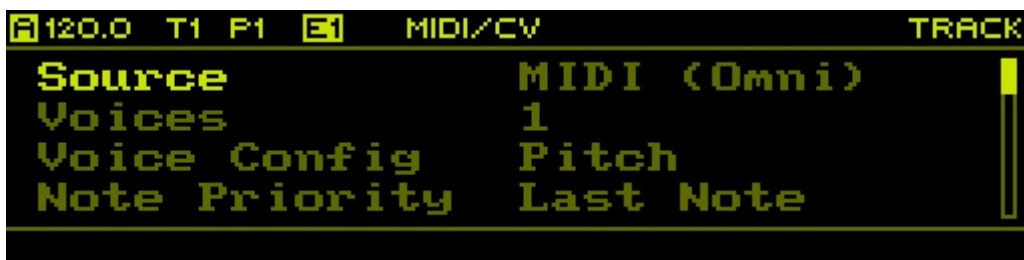 A 120.0 T1 P1 E1 MIDI/CV TRACK
Source MIDI (Omni)
Voices 1
Voice Config Pitch
Note Priority Last Note